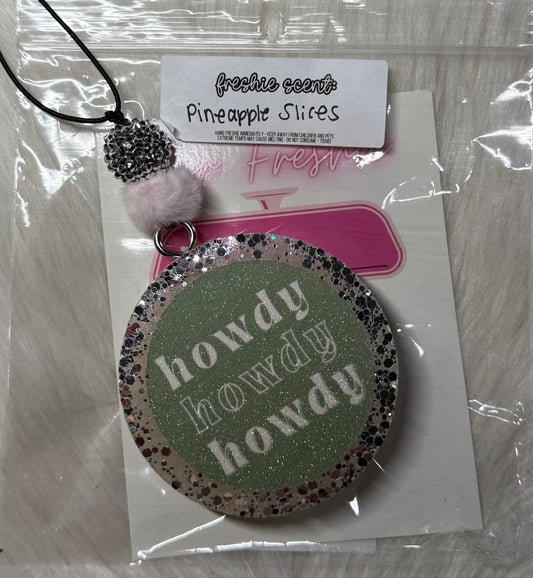 freshie scent:
Pineapple Slices
HANG FRESHIE IMMEDIATELY • KEEP AWAY FROM CHILDREN AND PETS
EXTREME TEMPS MAY CAUSE MELTING • DO NOT CONSUME • TOXIC!
howdy
howdy
howdy